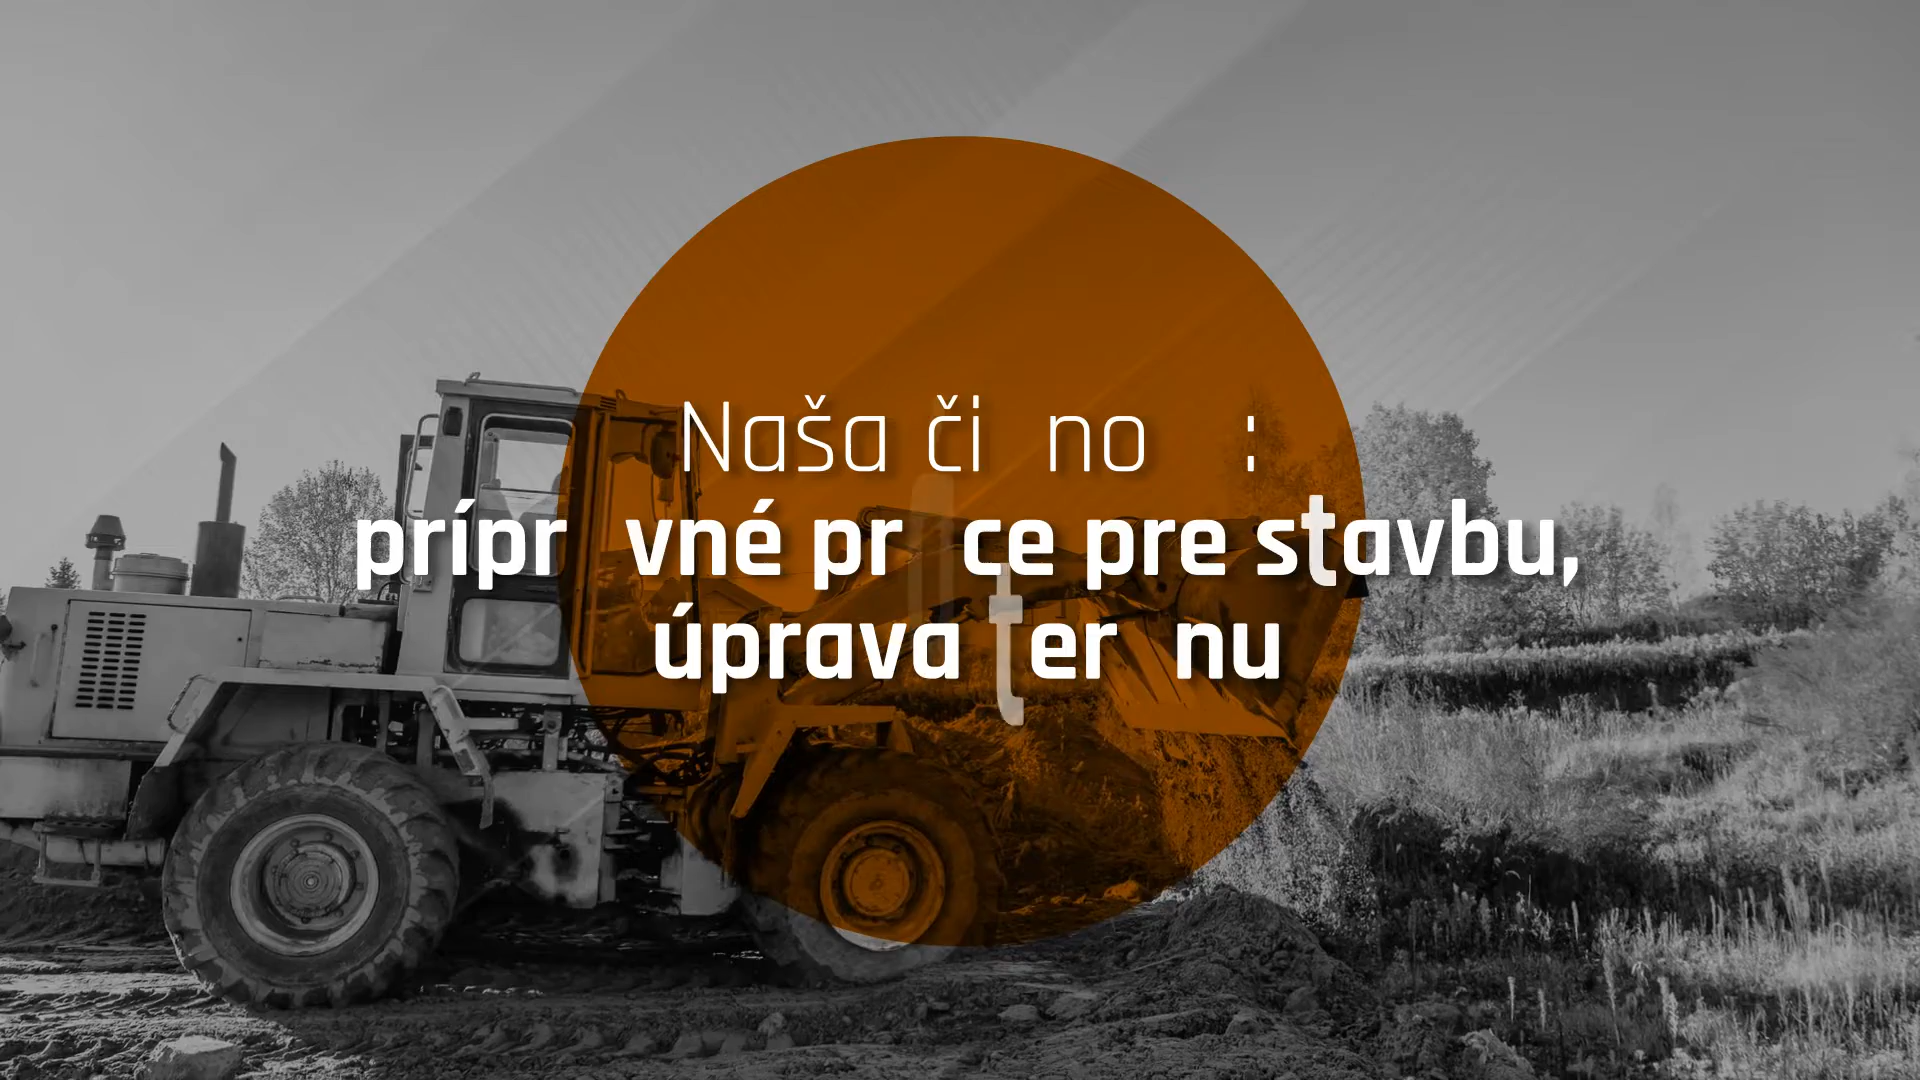 Naša či no :
prípr vné pr ce pre stavbu,
úprava ter nu